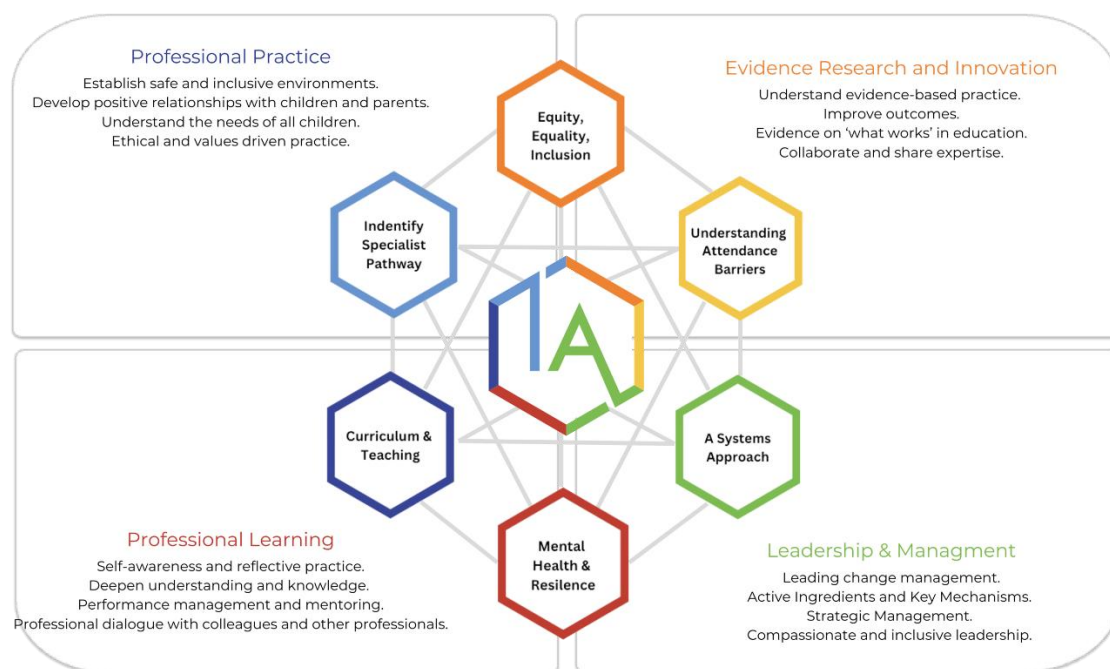 Professional Practice
Establish safe and inclusive environments.
Develop positive relationships with children and parents.
Understand the needs of all children.
Ethical and values driven practice.
Evidence Research and Innovation
Understand evidence-based practice.
Improve outcomes.
Evidence on ‘what works’ in education.
Collaborate and share expertise.
Equity,
Equality,
Inclusion
Indentify
Specialist
Pathway
Understanding
Attendance
Barriers
1A
Curriculum &
Teaching
A Systems
Approach
Mental
Health &
Resilence
Professional Learning
Self-awareness and reflective practice.
Deepen understanding and knowledge.
Performance management and mentoring.
Professional dialogue with colleagues and other professionals.
Leadership & Managment
Leading change management.
Active Ingredients and Key Mechanisms.
Strategic Management.
Compassionate and inclusive leadership.